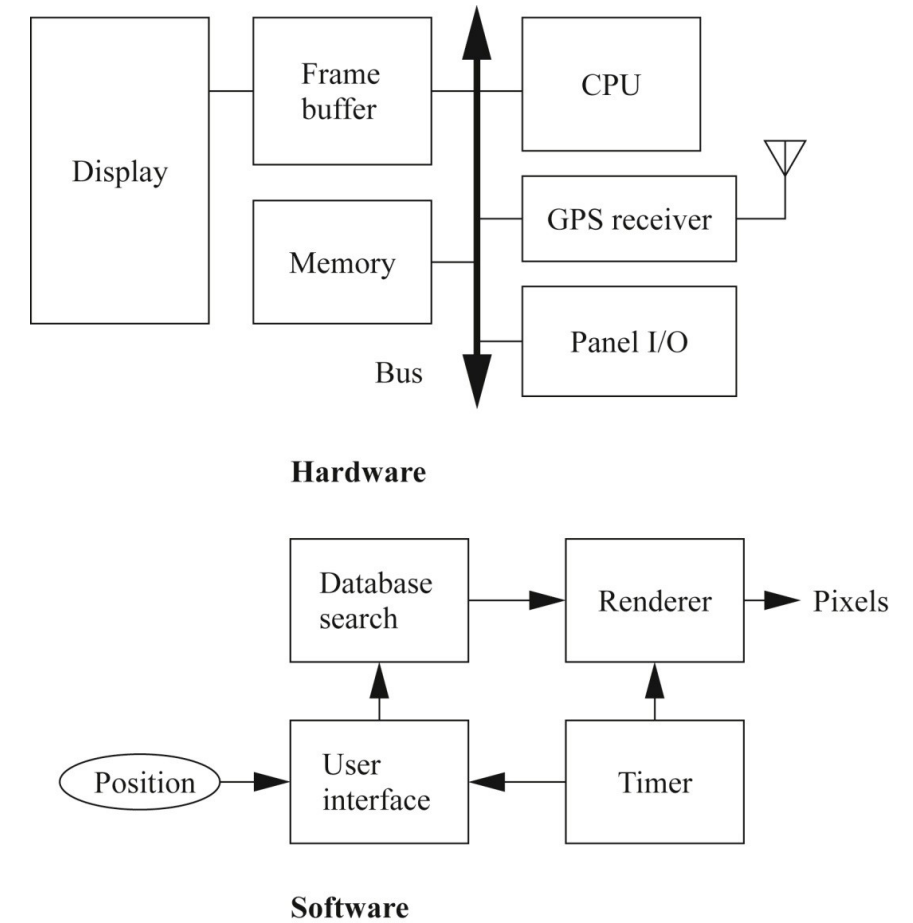 Display
Frame
buffer
CPU
Memory
GPS receiver
Panel I/O
Bus
Hardware
Database
search
Renderer
Pixels
Position
User
interface
Timer
Software